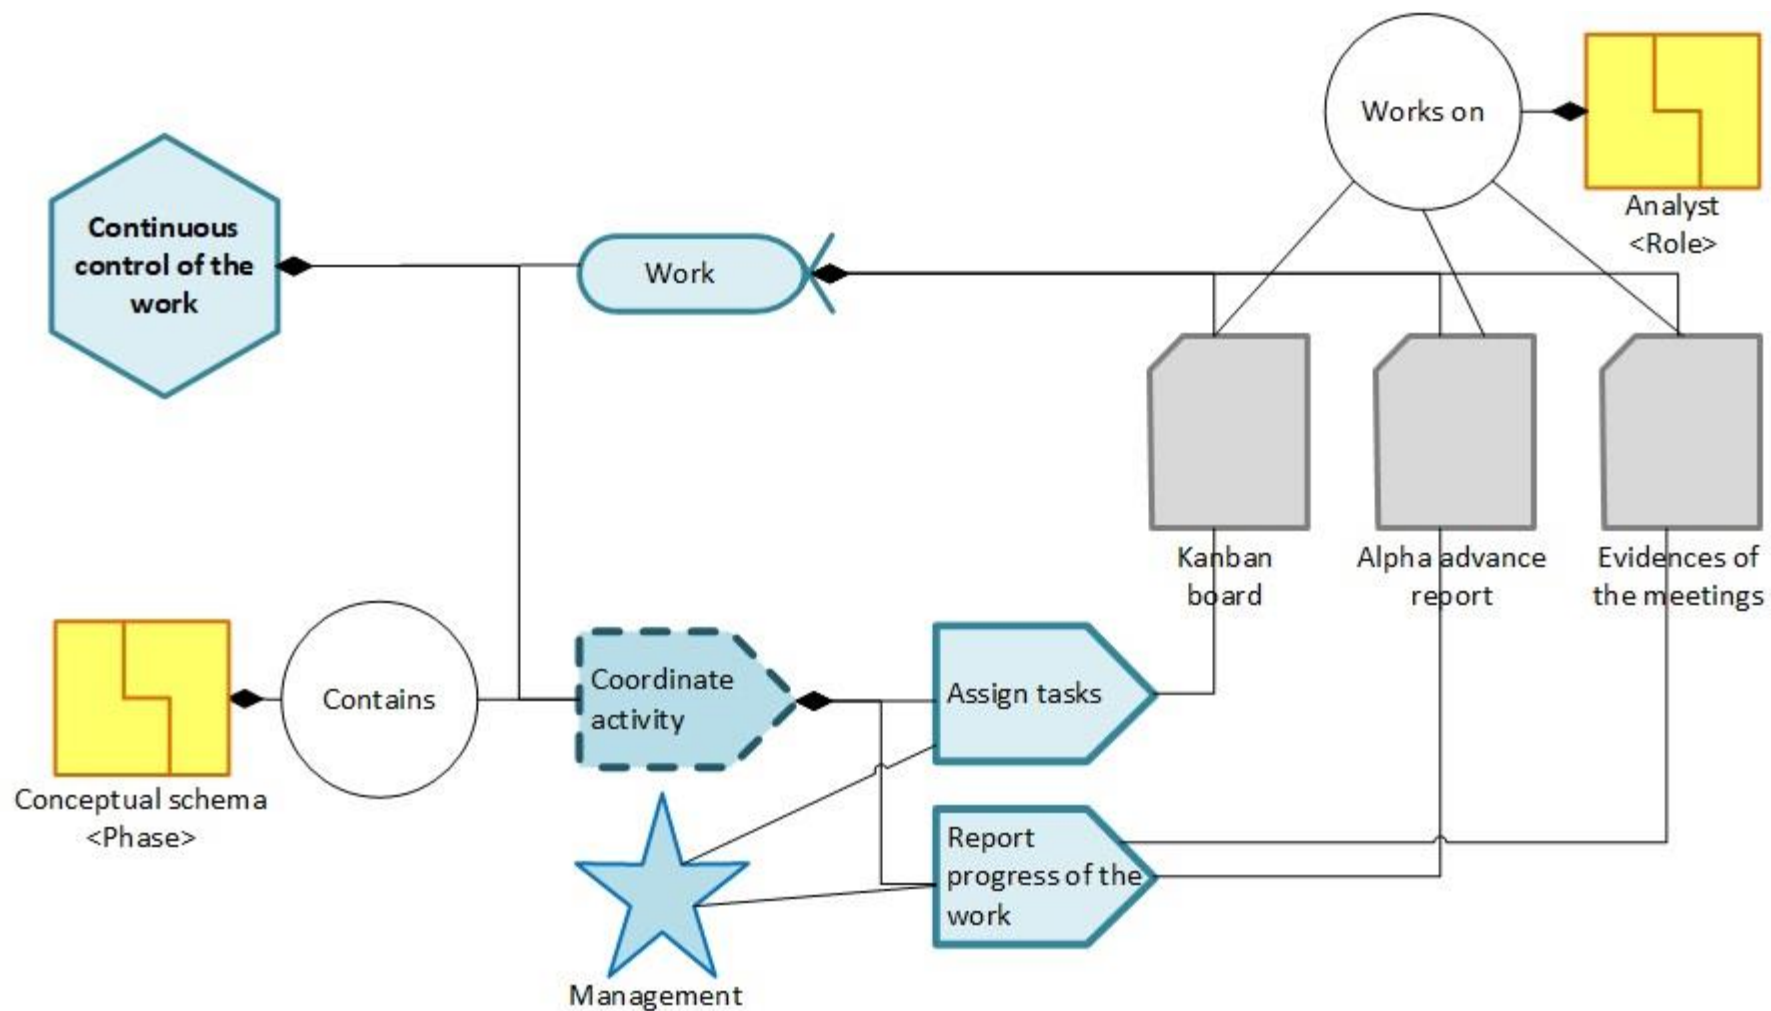 Works on
Analyst
<Role>
Continuous
control of the
work
Work
Kanban
board
Alpha advance
report
Evidences of
the meetings
Conceptual schema
<Phase>
Contains
Coordinate
activity
Assign tasks
Report
progress of the
work
Management